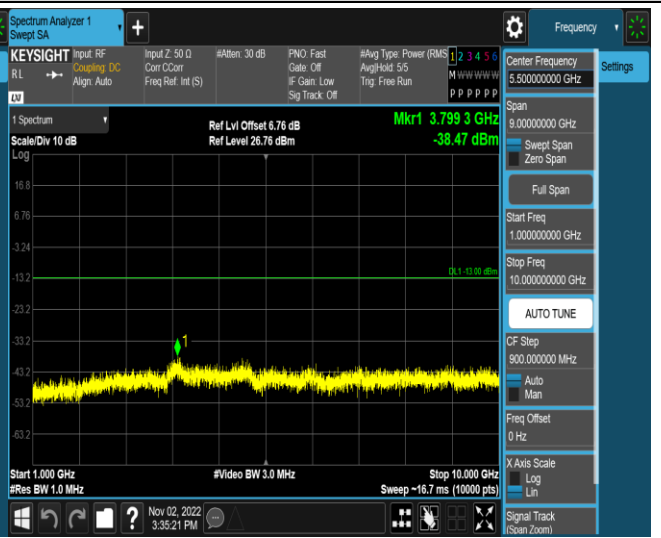 Spectrum Analyzer 1
Swept SA
+
Frequency
KEYSIGHT
RL
LXI
Input: RF
Coupling: DC
Align: Auto
Input Z: 50 Ω
Corr CCorr
Freq Ref: Int (S)
#Atten: 30 dB
PNO: Fast
Gate: Off
IF Gain: Low
Sig Track: Off
#Avg Type: Power (RMS
Avg|Hold: 5/5
Trig: Free Run
1 2 3 4 5 6
M W W W W W
P P P P P P
1 Spectrum
Scale/Div 10 dB
Log
Ref Lvl Offset 6.76 dB
Ref Level 26.76 dBm
Mkr1 3.799 3 GHz
-38.47 dBm
16.8
6.76
-3.24
-13.2
-23.2
-33.2
-43.2
-53.2
-63.2
DL1 -13.00 dBm
1
Start 1.000 GHz
#Res BW 1.0 MHz
#Video BW 3.0 MHz
Stop 10.000 GHz
Sweep ~16.7 ms (10000 pts)
Center Frequency
5.500000000 GHz
Settings
Span
9.00000000 GHz
Swept Span
Zero Span
Full Span
Start Freq
1.000000000 GHz
Stop Freq
10.000000000 GHz
AUTO TUNE
CF Step
900.000000 MHz
Auto
Man
Freq Offset
0 Hz
X Axis Scale
Log
Lin
Signal Track
(Span Zoom)
?
Nov 02, 2022
3:35:21 PM